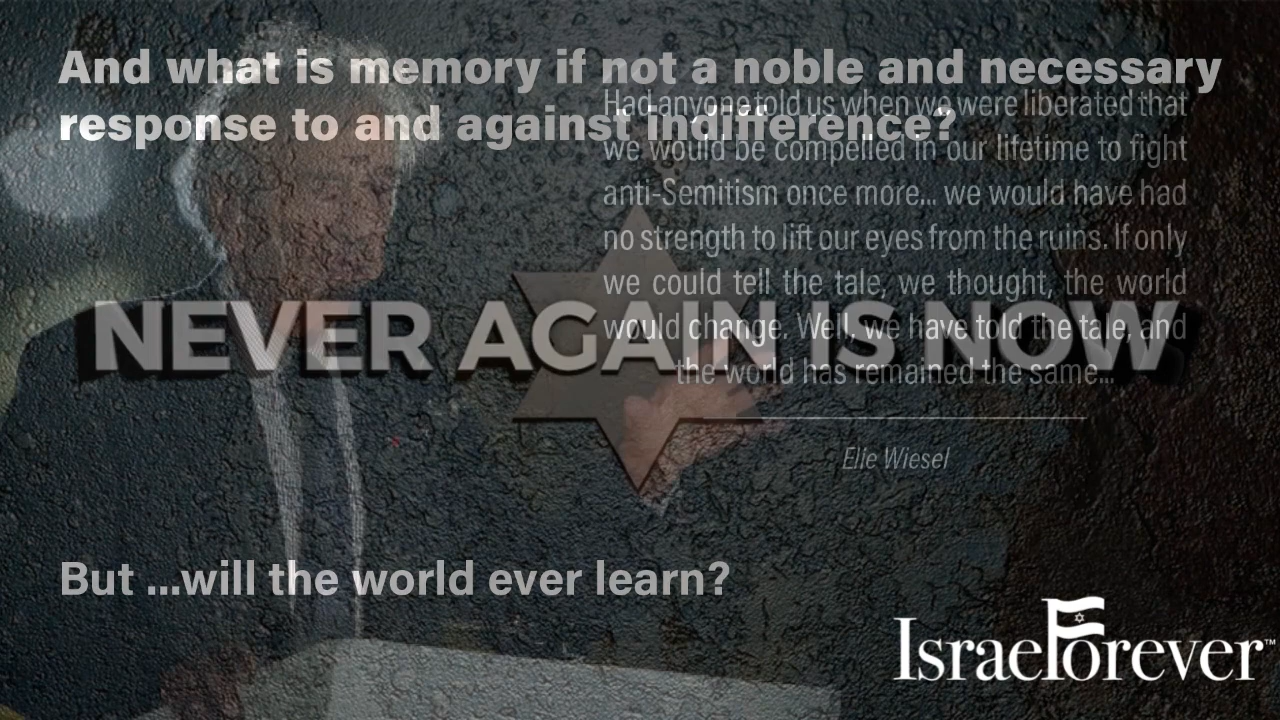 And what is memory if not a noble and necessary
response to and against indifference?
Had anyone told us when we were liberated that
we would be compelled in our lifetime to fight
anti-Semitism once more... we would have had
no strength to lift our eyes from the ruins. If only
we could tell the tale, we thought, the world
would change. Well, we have told the tale, and
the world has remained the same...
NEVER AGAIN IS NOW
Elie Wiesel
But ...will the world ever learn?
IsraelForever™